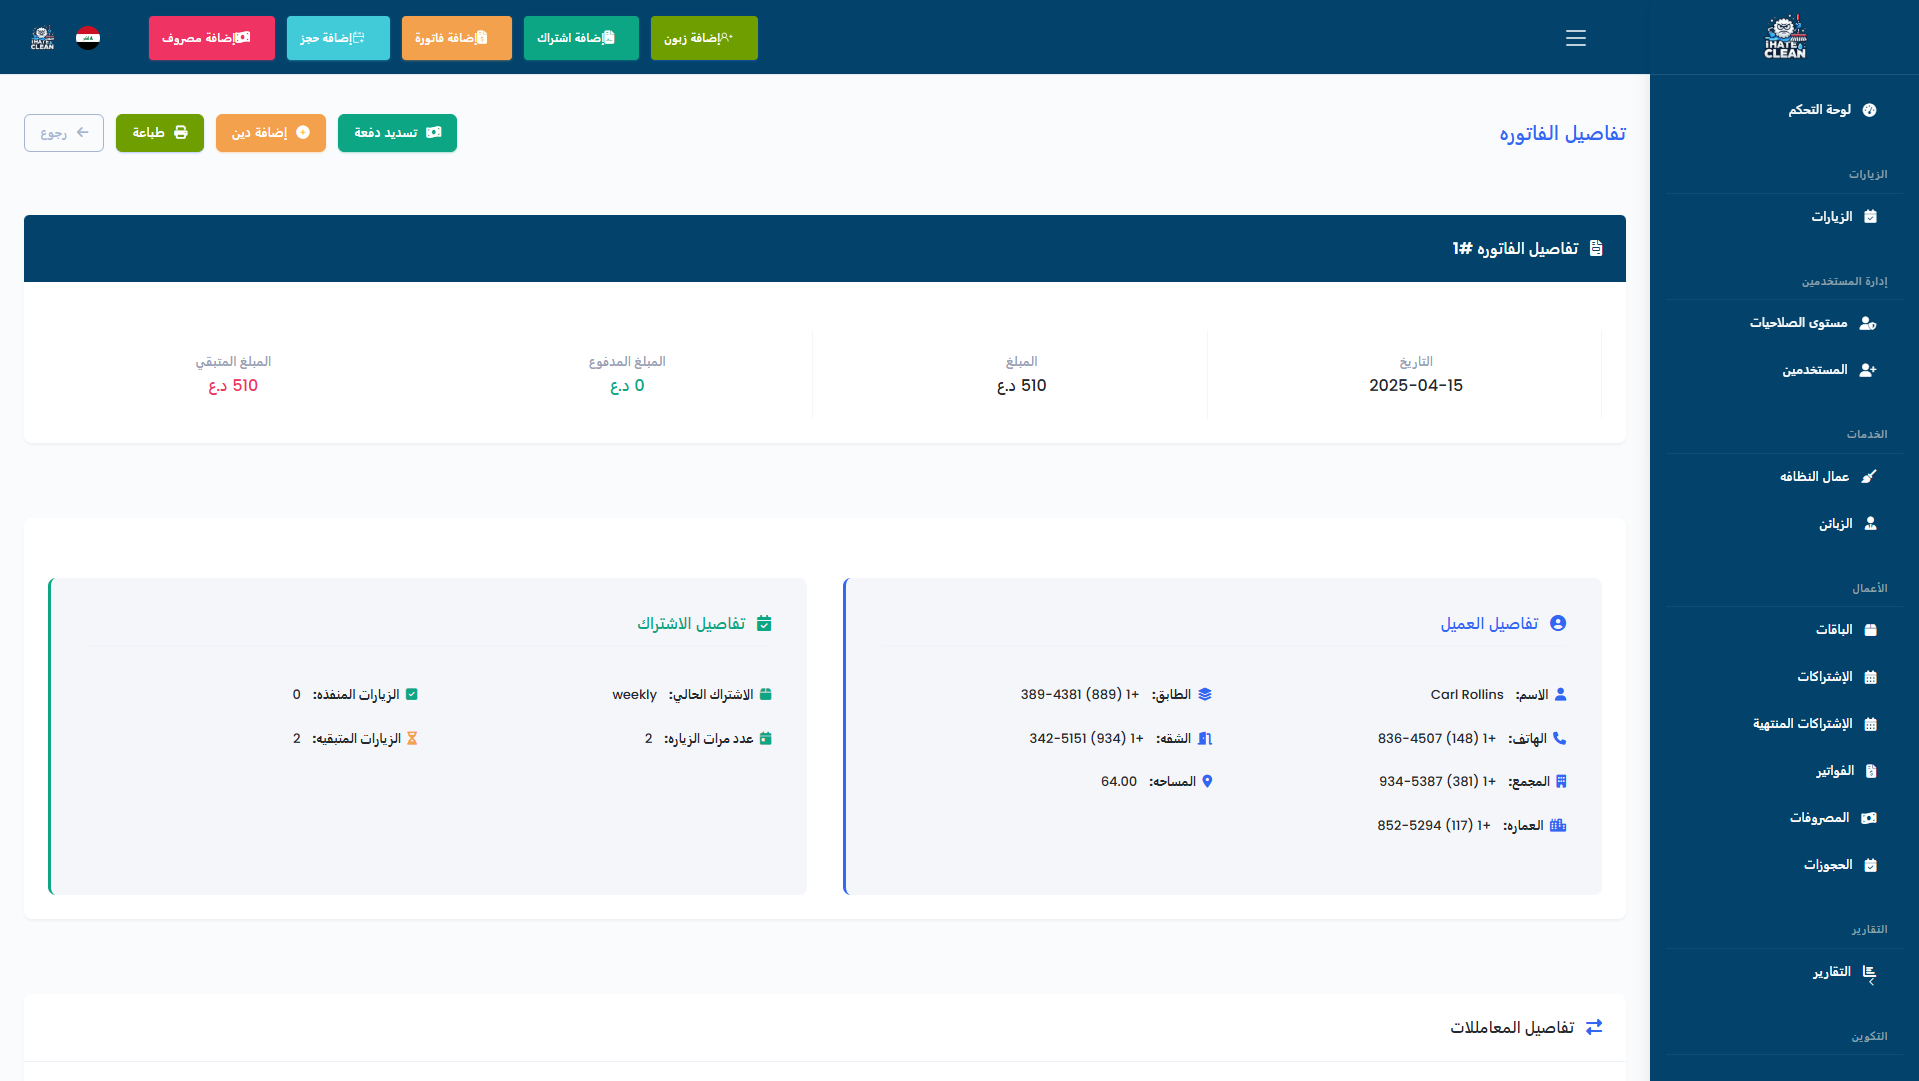 إضافة زبون
إضافة اشتراك
إضافة فاتورة
إضافة حجز
إضافة مصروف
IHATE
CLEAN
IHATE
CLEAN
لوحة التحكم
الزيارات
الزيارات
إدارة المستخدمين
مستوى الصلاحيات
المستخدمين
الخدمات
عمال النظافه
الزبائن
الأعمال
الباقات
الإشتراكات
الإشتراكات المنتهية
الفواتير
المصروفات
الحجوزات
التقارير
التقارير
التكوين
تفاصيل الفاتوره
تسديد دفعة
إضافة دين
طباعة
رجوع
تفاصيل الفاتوره #1
التاريخ
2025-04-15
المبلغ
510 د.ع
المبلغ المدفوع
0 د.ع
المبلغ المتبقي
510 د.ع
تفاصيل العميل
الاسم: Carl Rollins
الهاتف: +1 (148) 836-4507
المجمع: +1 (381) 934-5387
العماره: +1 (117) 852-5294
الطابق: +1 (889) 389-4381
الشقه: +1 (934) 342-5151
المساحه: 64.00
تفاصيل الاشتراك
الاشتراك الحالي: weekly
عدد مرات الزياره: 2
الزيارات المنفذه: 0
الزيارات المتبقيه: 2
تفاصيل المعاملالات